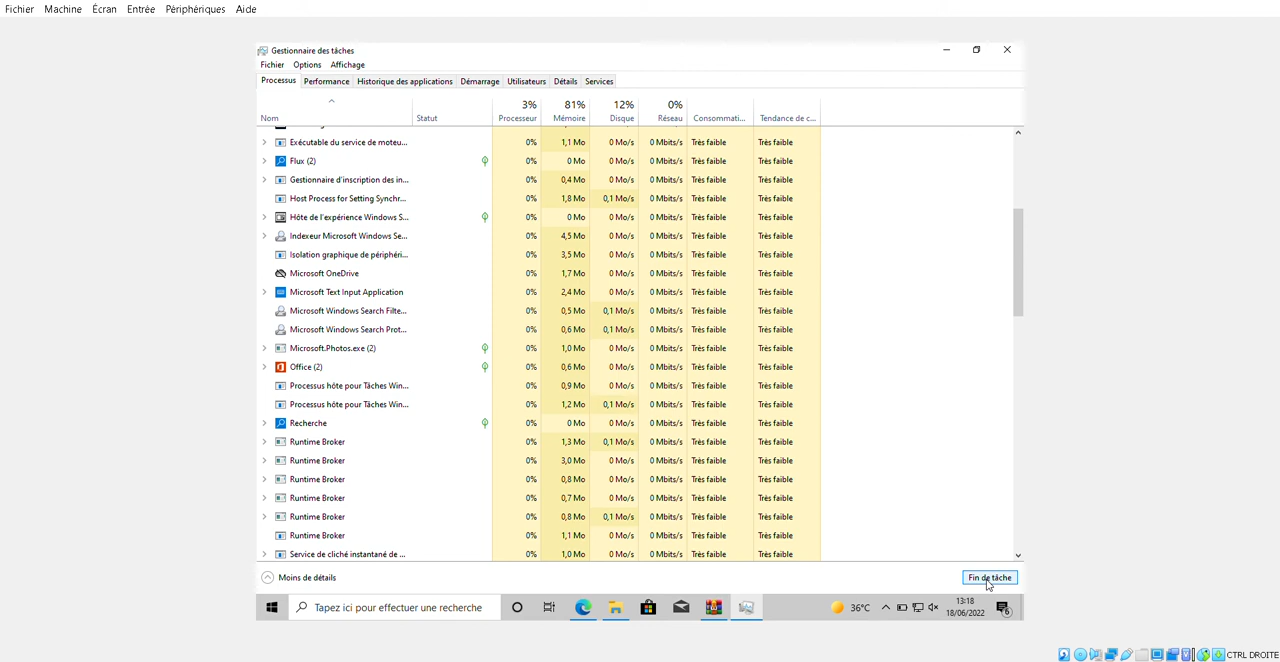 Fichier Machine Écran Entrée Périphériques Aide
Gestionnaire des tâches
Fichier Options Affichage
Processus Performance Historique des applications Démarrage Utilisateurs Détails Services
3% 81% 12% 0%
Nom Statut Processeur Mémoire Disque Réseau Consommati... Tendance de c...
Exécutable du service de moteu... 0% 1,1 Mo 0 Mo/s 0 Mbits/s Très faible Très faible
Flux (2) 0% 0 Mo 0 Mo/s 0 Mbits/s Très faible Très faible
Gestionnaire d'inscription des in... 0% 0,4 Mo 0 Mo/s 0 Mbits/s Très faible Très faible
Host Process for Setting Synchr... 0% 1,8 Mo 0,1 Mo/s 0 Mbits/s Très faible Très faible
Hôte de l'expérience Windows S... 0% 0 Mo 0 Mo/s 0 Mbits/s Très faible Très faible
Indexeur Microsoft Windows Se... 0% 4,5 Mo 0 Mo/s 0 Mbits/s Très faible Très faible
Isolation graphique de périphéri... 0% 3,5 Mo 0 Mo/s 0 Mbits/s Très faible Très faible
Microsoft OneDrive 0% 1,7 Mo 0 Mo/s 0 Mbits/s Très faible Très faible
Microsoft Text Input Application 0% 2,4 Mo 0 Mo/s 0 Mbits/s Très faible Très faible
Microsoft Windows Search Filte... 0% 0,5 Mo 0,1 Mo/s 0 Mbits/s Très faible Très faible
Microsoft Windows Search Prot... 0% 0,6 Mo 0,1 Mo/s 0 Mbits/s Très faible Très faible
Microsoft.Photos.exe (2) 0% 1,0 Mo 0 Mo/s 0 Mbits/s Très faible Très faible
Office (2) 0% 0,6 Mo 0 Mo/s 0 Mbits/s Très faible Très faible
Processus hôte pour Tâches Win... 0% 0,9 Mo 0 Mo/s 0 Mbits/s Très faible Très faible
Processus hôte pour Tâches Win... 0% 1,2 Mo 0,1 Mo/s 0 Mbits/s Très faible Très faible
Recherche 0% 0 Mo 0 Mo/s 0 Mbits/s Très faible Très faible
Runtime Broker 0% 1,3 Mo 0,1 Mo/s 0 Mbits/s Très faible Très faible
Runtime Broker 0% 3,0 Mo 0 Mo/s 0 Mbits/s Très faible Très faible
Runtime Broker 0% 0,8 Mo 0 Mo/s 0 Mbits/s Très faible Très faible
Runtime Broker 0% 0,7 Mo 0 Mo/s 0 Mbits/s Très faible Très faible
Runtime Broker 0% 0,8 Mo 0,1 Mo/s 0 Mbits/s Très faible Très faible
Runtime Broker 0% 1,1 Mo 0 Mo/s 0 Mbits/s Très faible Très faible
Service de cliché instantané de ... 0% 1,0 Mo 0 Mo/s 0 Mbits/s Très faible Très faible
Moins de détails Fin de tâche
Tapez ici pour effectuer une recherche 36°C 13:18
18/06/2022 6
CTRL DROITE